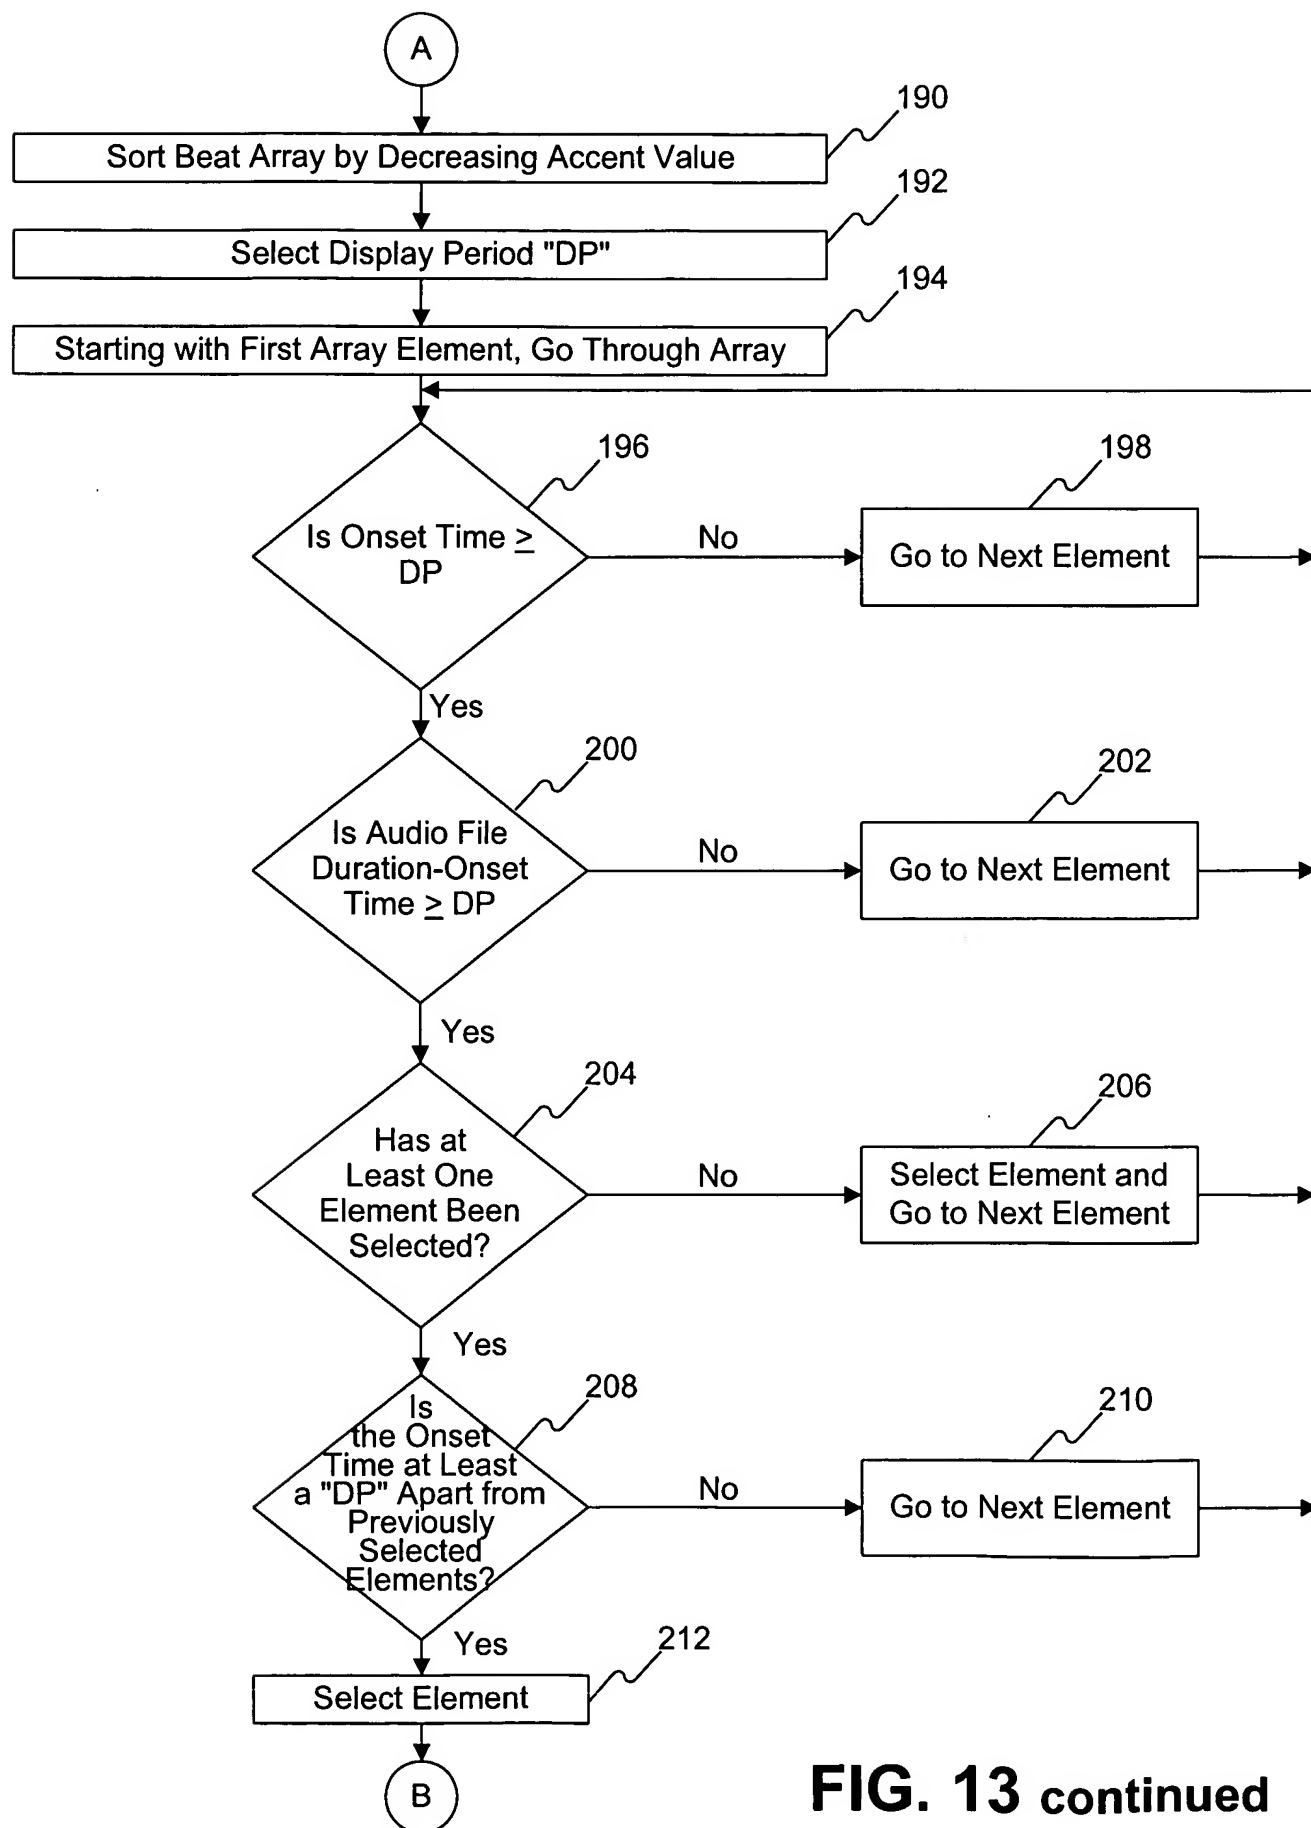 A
190
Sort Beat Array by Decreasing Accent Value
192
Select Display Period "DP"
194
Starting with First Array Element, Go Through Array
196
Is Onset Time ≥
DP
No
198
Go to Next Element
Yes
200
Is Audio File
Duration-Onset
Time ≥ DP
No
202
Go to Next Element
Yes
204
Has at
Least One
Element Been
Selected?
No
206
Select Element and
Go to Next Element
Yes
208
Is
the Onset
Time at Least
a "DP" Apart from
Previously
Selected
Elements?
No
210
Go to Next Element
Yes
212
Select Element
B
FIG. 13 continued